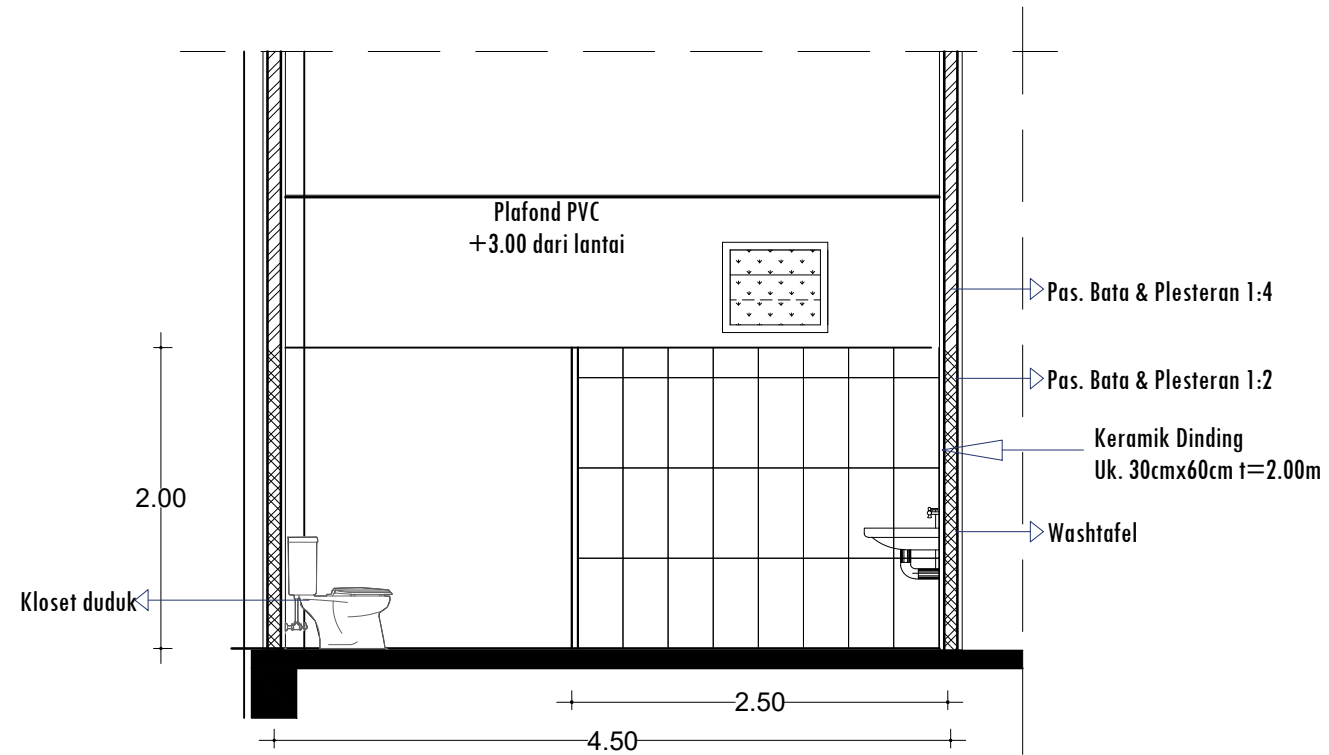 Plafond PVC
+3.00 dari lantai
Pas. Bata & Plesteran 1:4
Pas. Bata & Plesteran 1:2
Keramik Dinding
Uk. 30cmx60cm t=2.00m
2.00
Washtafel
Kloset duduk
2.50
4.50